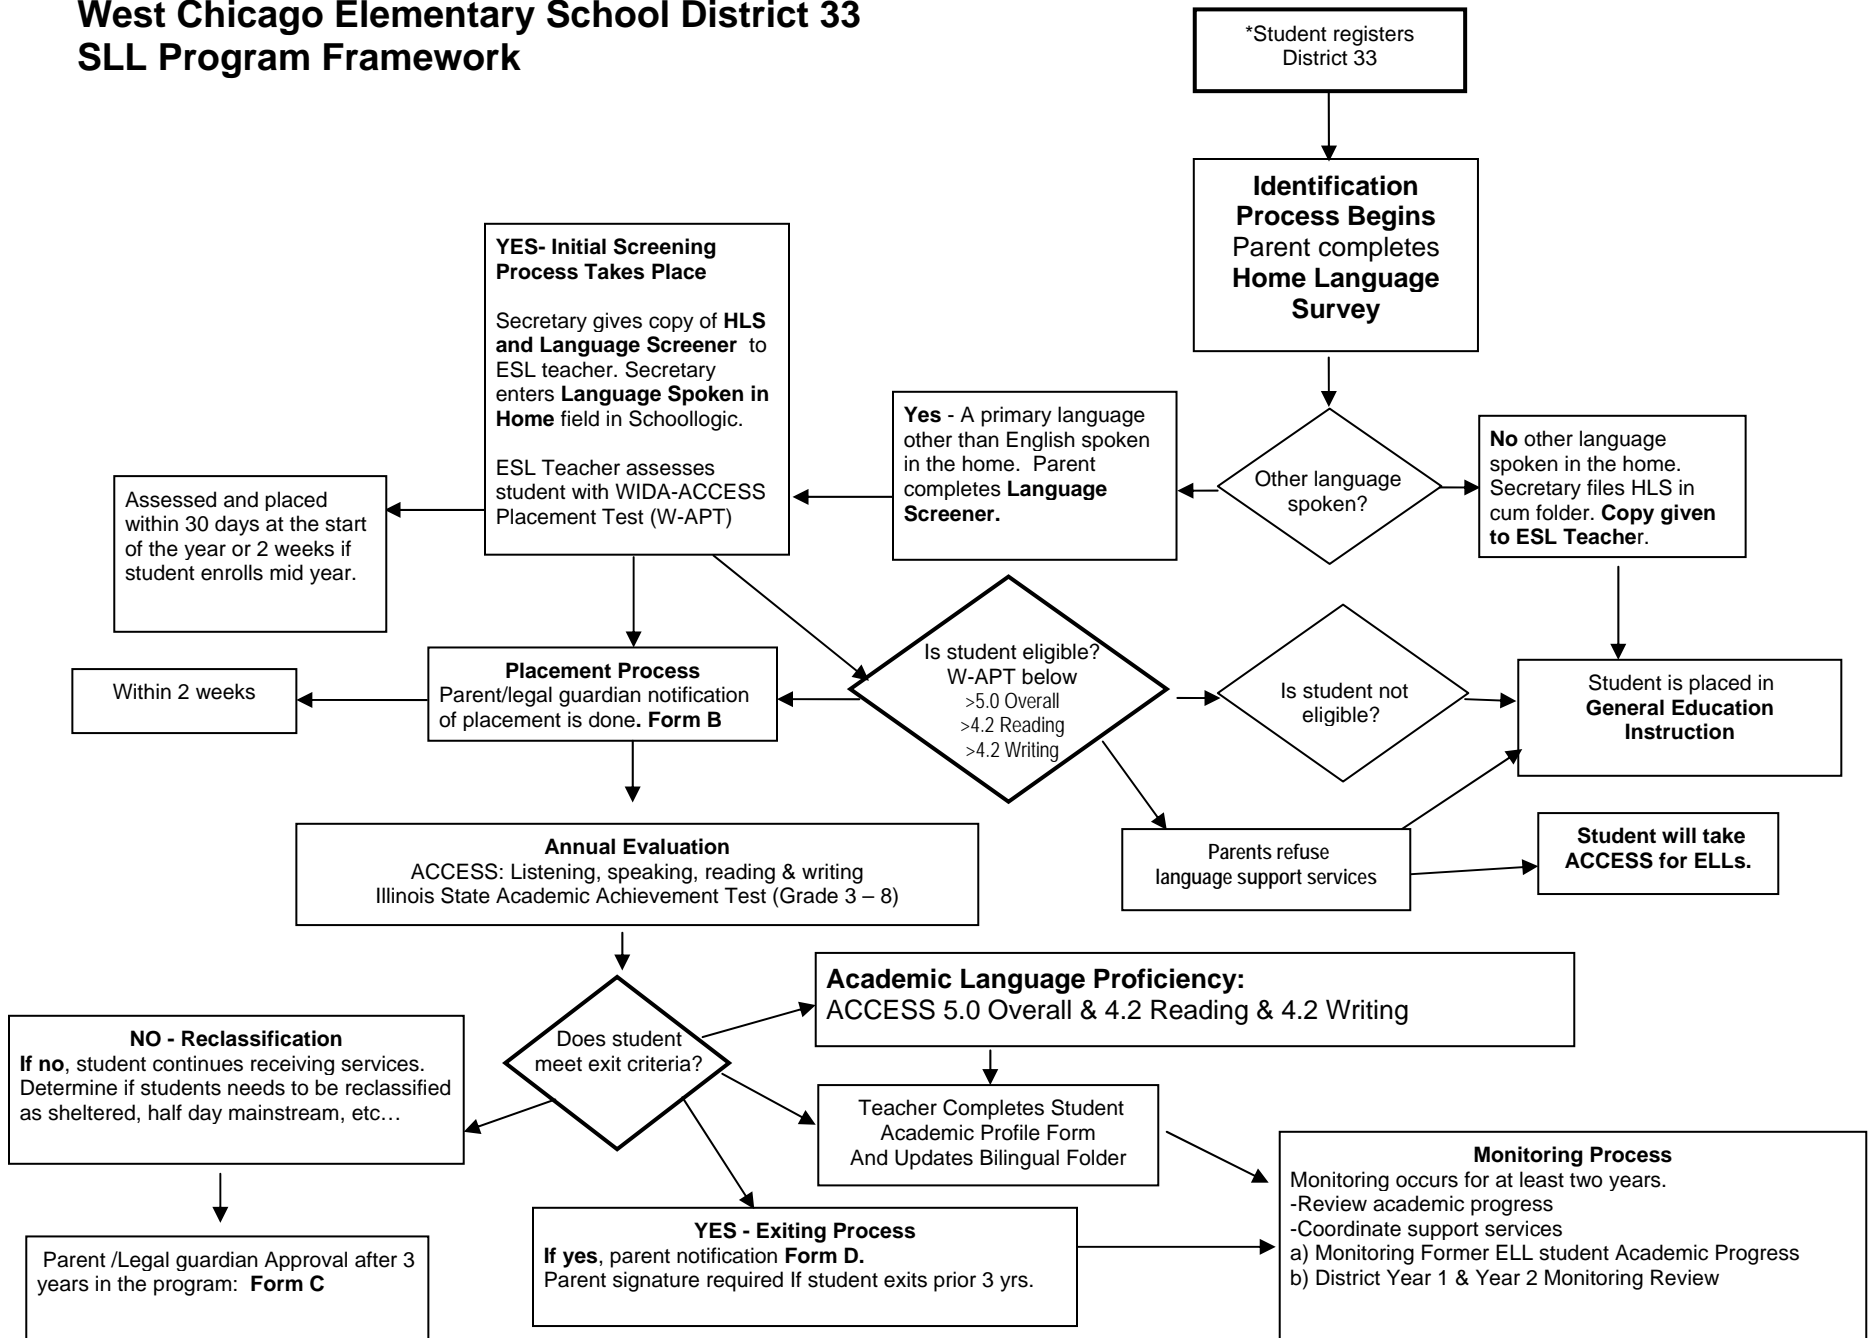 West Chicago Elementary School District 33
SLL Program Framework
*Student registers
District 33
Identification
Process Begins
Parent completes
Home Language
Survey
Other language
spoken?
No other language
spoken in the home.
Secretary files HLS in
cum folder. Copy given
to ESL Teacher.
Yes - A primary language
other than English spoken
in the home.  Parent
completes Language
Screener.
YES- Initial Screening
Process Takes Place
Secretary gives copy of HLS
and Language Screener  to
ESL teacher. Secretary
enters Language Spoken in
Home field in Schoollogic.
ESL Teacher assesses
student with WIDA-ACCESS
Placement Test (W-APT)
Assessed and placed
within 30 days at the start
of the year or 2 weeks if
student enrolls mid year.
Within 2 weeks
Placement Process
Parent/legal guardian notification
of placement is done. Form B
Is student eligible?
W-APT below
>5.0 Overall
>4.2 Reading
>4.2 Writing
Is student not
eligible?
Student is placed in
General Education
Instruction
Parents refuse
language support services
Student will take
ACCESS for ELLs.
Annual Evaluation
ACCESS: Listening, speaking, reading & writing
Illinois State Academic Achievement Test (Grade 3 – 8)
Does student
meet exit criteria?
Academic Language Proficiency:
ACCESS 5.0 Overall & 4.2 Reading & 4.2 Writing
NO - Reclassification
If no, student continues receiving services.
Determine if students needs to be reclassified
as sheltered, half day mainstream, etc…
Teacher Completes Student
Academic Profile Form
And Updates Bilingual Folder
Parent /Legal guardian Approval after 3
years in the program:  Form C
YES - Exiting Process
If yes, parent notification Form D.
Parent signature required If student exits prior 3 yrs.
Monitoring Process
Monitoring occurs for at least two years.
-Review academic progress
-Coordinate support services
a) Monitoring Former ELL student Academic Progress
b) District Year 1 & Year 2 Monitoring Review